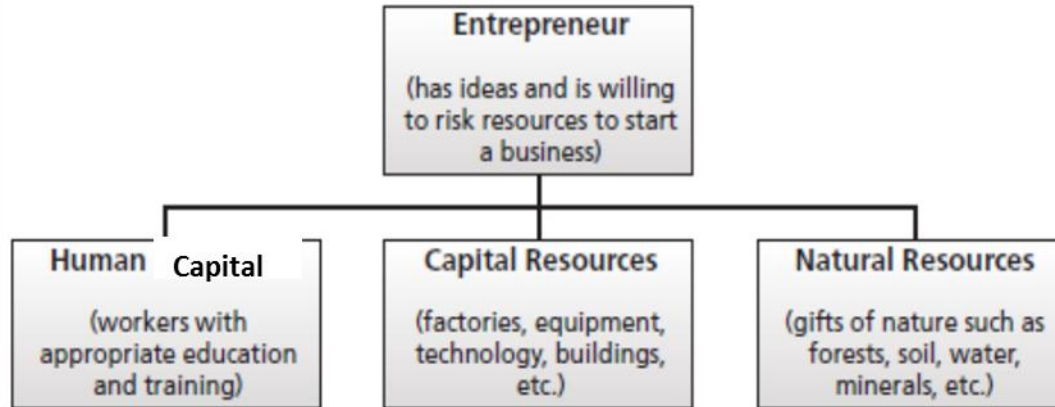 Entrepreneur
(has ideas and is willing
to risk resources to start
a business)
Human Capital
(workers with
appropriate education
and training)
Capital Resources
(factories, equipment,
technology, buildings,
etc.)
Natural Resources
(gifts of nature such as
forests, soil, water,
minerals, etc.)